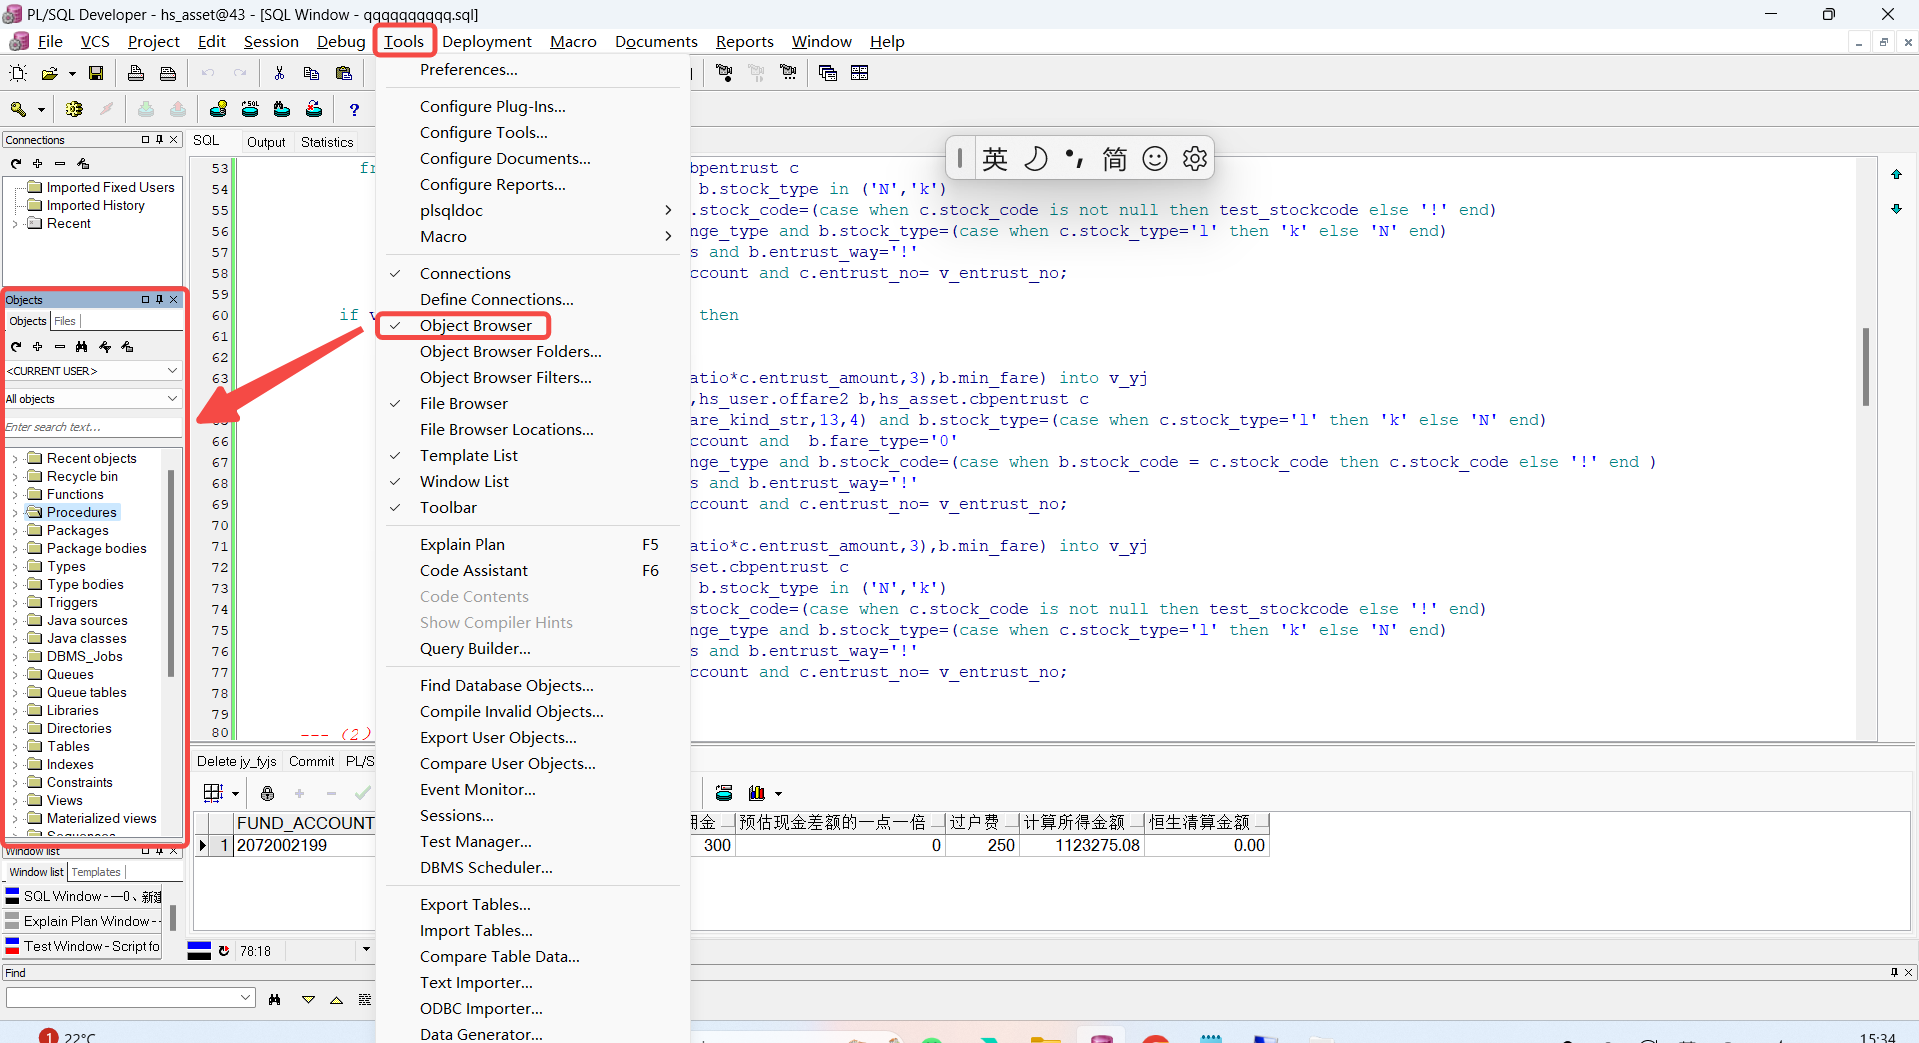 PL/SQL Developer - hs_asset@43 - [SQL Window - qqqqqqqqqq.sql]
File VCS Project Edit Session Debug Tools Deployment Macro Documents Reports Window Help
Preferences...
Configure Plug-Ins...
Configure Tools...
Configure Documents...
Configure Reports...
plsqldoc
Macro
Connections
Define Connections...
Object Browser
Object Browser Folders...
Object Browser Filters...
File Browser
File Browser Locations...
Template List
Window List
Toolbar
Explain Plan F5
Code Assistant F6
Code Contents
Show Compiler Hints
Query Builder...
Find Database Objects...
Compile Invalid Objects...
Export User Objects...
Compare User Objects...
Event Monitor...
Sessions...
Test Manager...
DBMS Scheduler...
Export Tables...
Import Tables...
Compare Table Data...
Text Importer...
ODBC Importer...
Data Generator...
Connections
Imported Fixed Users
Imported History
Recent
Objects
Objects Files
<CURRENT USER>
All objects
Enter search text...
Recent objects
Recycle bin
Functions
Procedures
Packages
Package bodies
Types
Type bodies
Triggers
Java sources
Java classes
DBMS_Jobs
Queues
Queue tables
Libraries
Directories
Tables
Indexes
Constraints
Views
Materialized views
Sequences
Window list
Window list Templates
SQL Window - 一0、新建
Explain Plan Window -
Test Window - Script fo
SQL Output Statistics
英 简
53 fr bpentrust c
54 b.stock_type in ('N','k')
55 .stock_code=(case when c.stock_code is not null then test_stockcode else '!' end)
56 nge_type and b.stock_type=(case when c.stock_type='l' then 'k' else 'N' end)
57 s and b.entrust_way='!'
58 ccount and c.entrust_no= v_entrust_no;
59
60 if v then
61
62
63 atio*c.entrust_amount,3),b.min_fare) into v_yj
,hs_user.offare2 b,hs_asset.cbpentrust c
are_kind_str,13,4) and b.stock_type=(case when c.stock_type='l' then 'k' else 'N' end)
66 ccount and b.fare_type='0'
67 nge_type and b.stock_code=(case when b.stock_code = c.stock_code then c.stock_code else '!' end )
68 s and b.entrust_way='!'
69 ccount and c.entrust_no= v_entrust_no;
70
71 atio*c.entrust_amount,3),b.min_fare) into v_yj
72 set.cbpentrust c
73 b.stock_type in ('N','k')
74 stock_code=(case when c.stock_code is not null then test_stockcode else '!' end)
75 nge_type and b.stock_type=(case when c.stock_type='l' then 'k' else 'N' end)
76 s and b.entrust_way='!'
77 ccount and c.entrust_no= v_entrust_no;
78
79
80 --- (2)
Delete jy_fyjs Commit PL/S
FUND_ACCOUNT 佣金 预估现金差额的一点一倍 过户费 计算所得金额 恒生清算金额
1 2072002199 300 0 250 1123275.08 0.00
78:18
Find
1 22°C
15:34